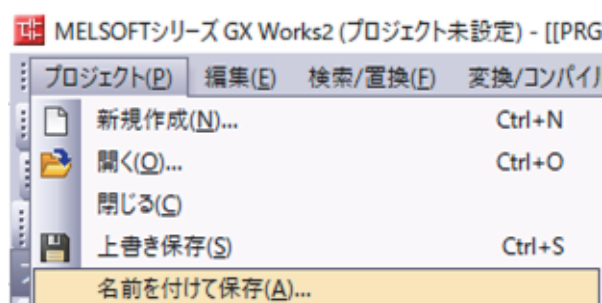 MELSOFTシリーズ GX Works2 (プロジェクト未設定) - [[PRG
プロジェクト(P) 編集(E) 検索/置換(F) 変換/コンパイル
新規作成(N)... Ctrl+N
開く(O)... Ctrl+O
閉じる(C)
上書き保存(S) Ctrl+S
名前を付けて保存(A)...